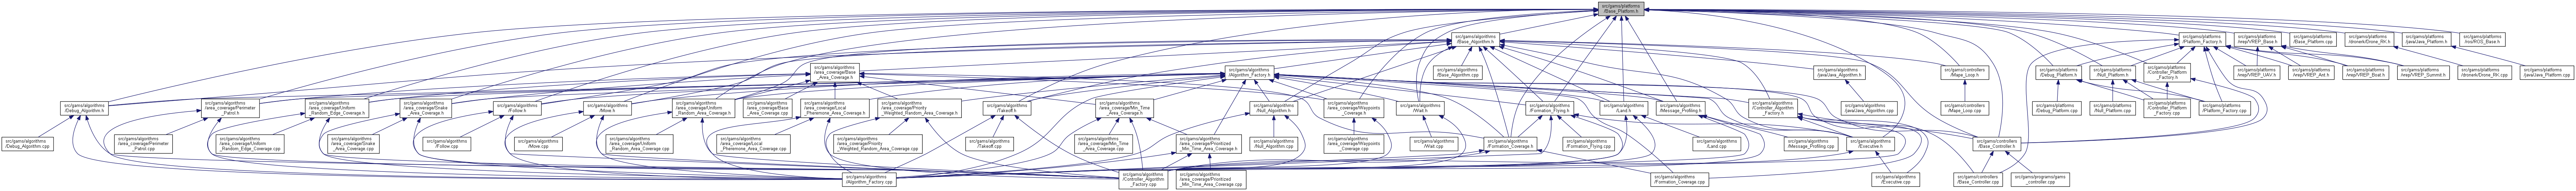 src/gams/platforms
/Base_Platform.h
src/gams/algorithms
/Base_Algorithm.h
src/gams/platforms
/Platform_Factory.h
src/gams/platforms
/vrep/VREP_Base.h
src/gams/platforms
/Base_Platform.cpp
src/gams/platforms
/dronerk/Drone_RK.h
src/gams/platforms
/java/Java_Platform.h
src/gams/platforms
/ros/ROS_Base.h
src/gams/algorithms
/area_coverage/Base
_Area_Coverage.h
src/gams/algorithms
/Algorithm_Factory.h
src/gams/algorithms
/Base_Algorithm.cpp
src/gams/algorithms
/java/Java_Algorithm.h
src/gams/controllers
/Mape_Loop.h
src/gams/platforms
/Debug_Platform.h
src/gams/platforms
/Null_Platform.h
src/gams/platforms
/Controller_Platform
_Factory.h
src/gams/platforms
/vrep/VREP_UAV.h
src/gams/platforms
/vrep/VREP_Ant.h
src/gams/platforms
/vrep/VREP_Boat.h
src/gams/platforms
/vrep/VREP_Summit.h
src/gams/platforms
/dronerk/Drone_RK.cpp
src/gams/platforms
/java/Java_Platform.cpp
src/gams/algorithms
/Debug_Algorithm.h
src/gams/algorithms
/area_coverage/Perimeter
_Patrol.h
src/gams/algorithms
/area_coverage/Uniform
_Random_Edge_Coverage.h
src/gams/algorithms
/area_coverage/Snake
_Area_Coverage.h
src/gams/algorithms
/Follow.h
src/gams/algorithms
/Move.h
src/gams/algorithms
/area_coverage/Uniform
_Random_Area_Coverage.h
src/gams/algorithms
/area_coverage/Base
_Area_Coverage.cpp
src/gams/algorithms
/area_coverage/Local
_Pheromone_Area_Coverage.h
src/gams/algorithms
/area_coverage/Priority
_Weighted_Random_Area_Coverage.h
src/gams/algorithms
/Takeoff.h
src/gams/algorithms
/area_coverage/Min_Time
_Area_Coverage.h
src/gams/algorithms
/Null_Algorithm.h
src/gams/algorithms
/area_coverage/Waypoints
_Coverage.h
src/gams/algorithms
/Wait.h
src/gams/algorithms
/Formation_Flying.h
src/gams/algorithms
/Land.h
src/gams/algorithms
/Message_Profiling.h
src/gams/algorithms
/Controller_Algorithm
_Factory.h
src/gams/algorithms
/java/Java_Algorithm.cpp
src/gams/controllers
/Mape_Loop.cpp
src/gams/platforms
/Debug_Platform.cpp
src/gams/platforms
/Null_Platform.cpp
src/gams/platforms
/Controller_Platform
_Factory.cpp
src/gams/platforms
/Platform_Factory.cpp
src/gams/algorithms
/Debug_Algorithm.cpp
src/gams/algorithms
/area_coverage/Perimeter
_Patrol.cpp
src/gams/algorithms
/area_coverage/Uniform
_Random_Edge_Coverage.cpp
src/gams/algorithms
/area_coverage/Snake
_Area_Coverage.cpp
src/gams/algorithms
/Follow.cpp
src/gams/algorithms
/Move.cpp
src/gams/algorithms
/area_coverage/Uniform
_Random_Area_Coverage.cpp
src/gams/algorithms
/area_coverage/Local
_Pheromone_Area_Coverage.cpp
src/gams/algorithms
/area_coverage/Priority
_Weighted_Random_Area_Coverage.cpp
src/gams/algorithms
/Takeoff.cpp
src/gams/algorithms
/area_coverage/Min_Time
_Area_Coverage.cpp
src/gams/algorithms
/area_coverage/Prioritized
_Min_Time_Area_Coverage.h
src/gams/algorithms
/Null_Algorithm.cpp
src/gams/algorithms
/area_coverage/Waypoints
_Coverage.cpp
src/gams/algorithms
/Wait.cpp
src/gams/algorithms
/Formation_Coverage.h
src/gams/algorithms
/Formation_Flying.cpp
src/gams/algorithms
/Land.cpp
src/gams/algorithms
/Message_Profiling.cpp
src/gams/algorithms
/Executive.h
src/gams/controllers
/Base_Controller.h
src/gams/algorithms
/Algorithm_Factory.cpp
src/gams/algorithms
/Controller_Algorithm
_Factory.cpp
src/gams/algorithms
/area_coverage/Prioritized
_Min_Time_Area_Coverage.cpp
src/gams/algorithms
/Formation_Coverage.cpp
src/gams/algorithms
/Executive.cpp
src/gams/controllers
/Base_Controller.cpp
src/gams/programs/gams
_controller.cpp